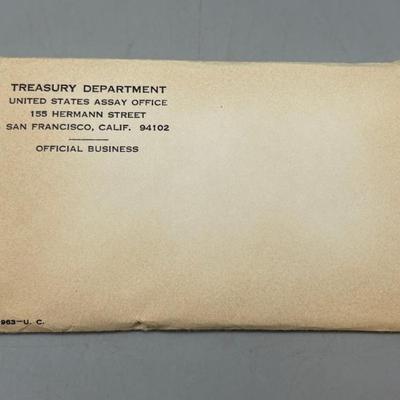 TREASURY DEPARTMENT
UNITED STATES ASSAY OFFICE
155 HERMANN STREET
SAN FRANCISCO, CALIF. 94102
OFFICIAL BUSINESS
963—U. C.